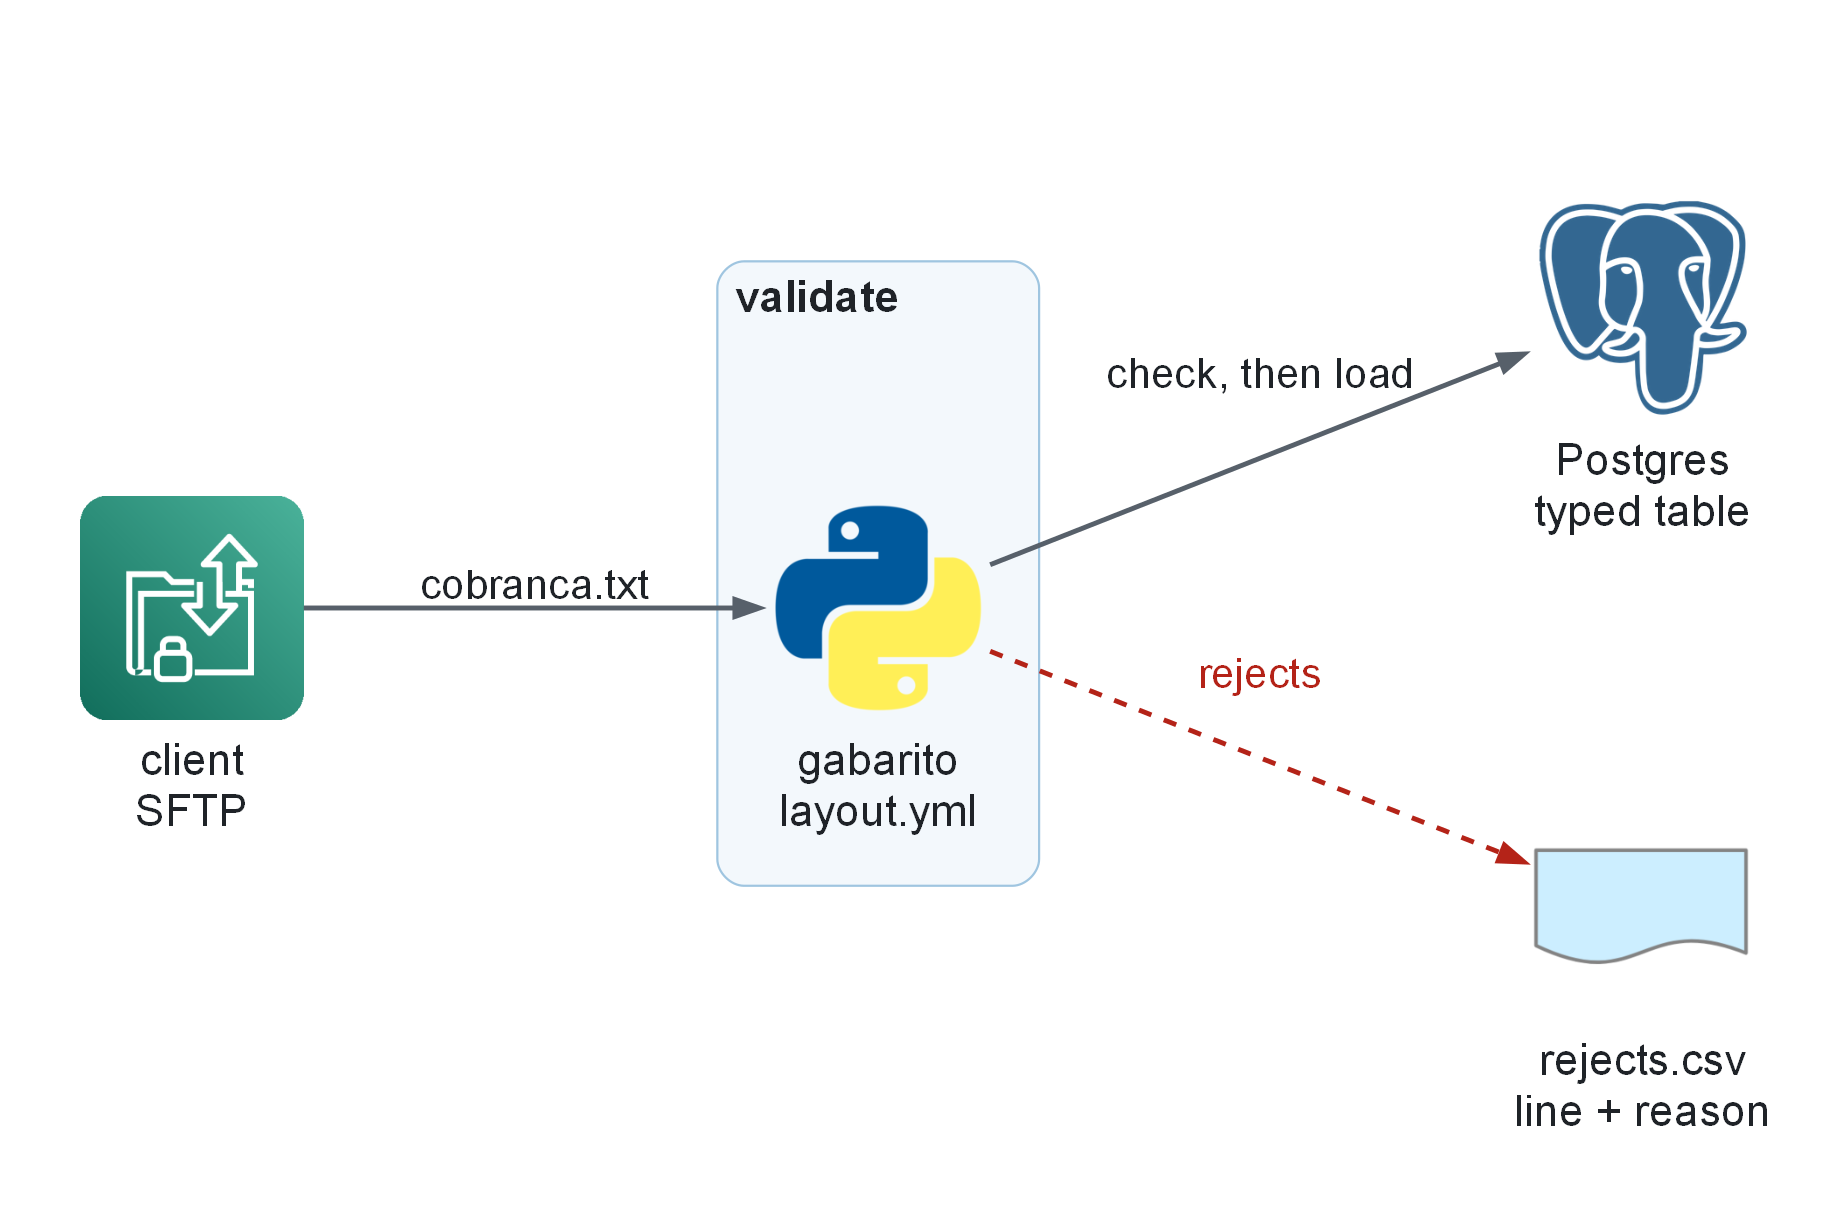 validate
check, then load
Postgres
typed table
cobranca.txt
rejects
client
SFTP
gabarito
layout.yml
rejects.csv
line + reason